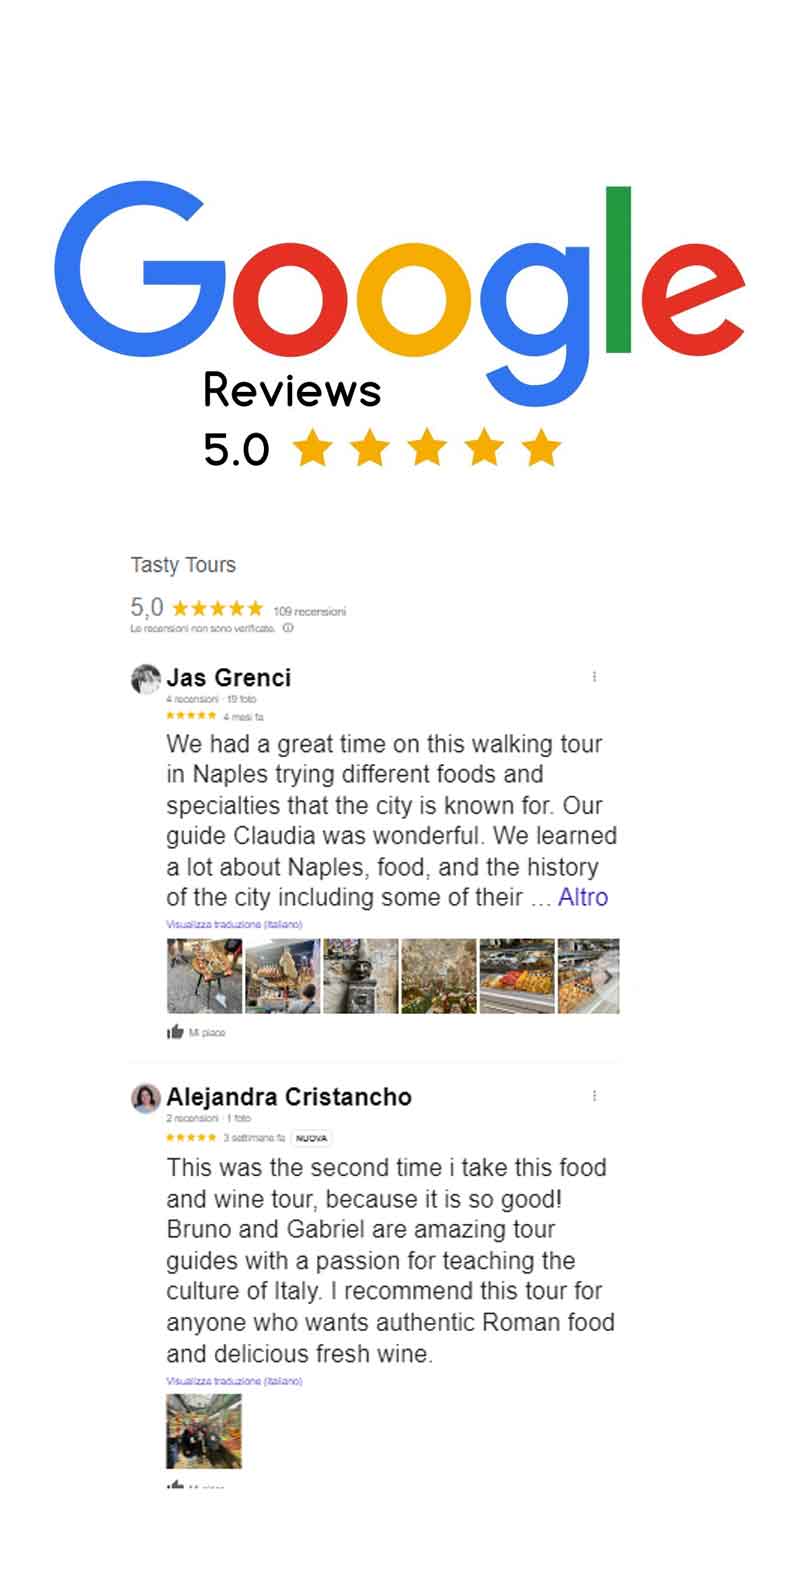 Google
Reviews
5.0
Tasty Tours
5,0 109 recensioni
Le recensioni non sono verificate.
Jas Grenci
4 recensioni · 19 foto
4 mesi fa
We had a great time on this walking tour
in Naples trying different foods and
specialties that the city is known for. Our
guide Claudia was wonderful. We learned
a lot about Naples, food, and the history
of the city including some of their ... Altro
Visualizza traduzione (Italiano)
Mi piace
Alejandra Cristancho
2 recensioni · 1 foto
3 settimane fa NUOVA
This was the second time i take this food
and wine tour, because it is so good!
Bruno and Gabriel are amazing tour
guides with a passion for teaching the
culture of Italy. I recommend this tour for
anyone who wants authentic Roman food
and delicious fresh wine.
Visualizza traduzione (Italiano)